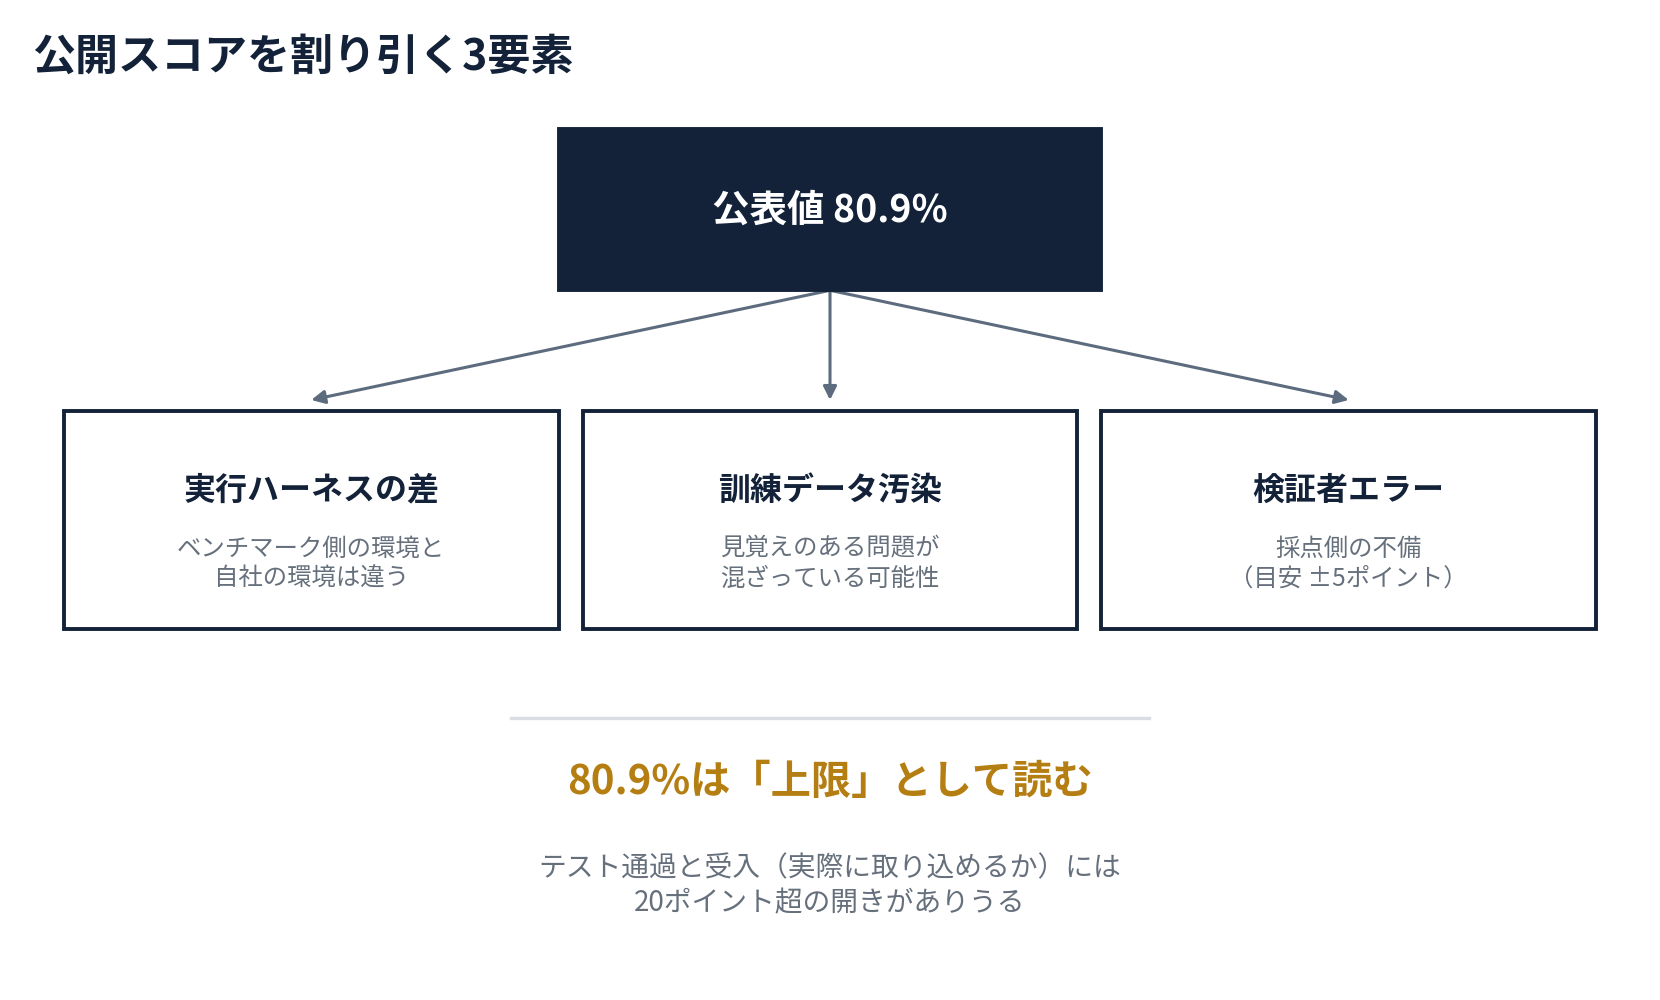 公開スコアを割り引く3要素
公表値 80.9%
実行ハーネスの差
ベンチマーク側の環境と
自社の環境は違う
訓練データ汚染
見覚えのある問題が
混ざっている可能性
検証者エラー
採点側の不備
（目安 ±5ポイント）
80.9%は「上限」として読む
テスト通過と受入（実際に取り込めるか）には
20ポイント超の開きがありうる